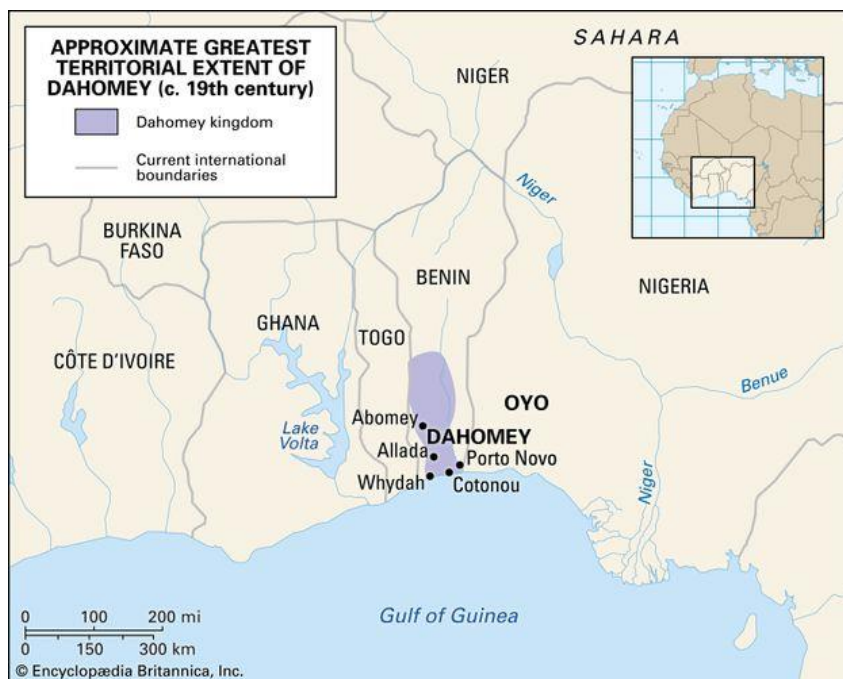 APPROXIMATE GREATEST
TERRITORIAL EXTENT OF
DAHOMEY (c. 19th century)
Dahomey kingdom
Current international
boundaries
SAHARA
NIGER
Niger
BURKINA
FASO
BENIN
NIGERIA
GHANA
TOGO
CÔTE D'IVOIRE
Benue
OYO
Lake
Volta
Abomey
DAHOMEY
Allada
Porto Novo
Whydah
Cotonou
Niger
Gulf of Guinea
0 100 200 mi
0 150 300 km
© Encyclopædia Britannica, Inc.